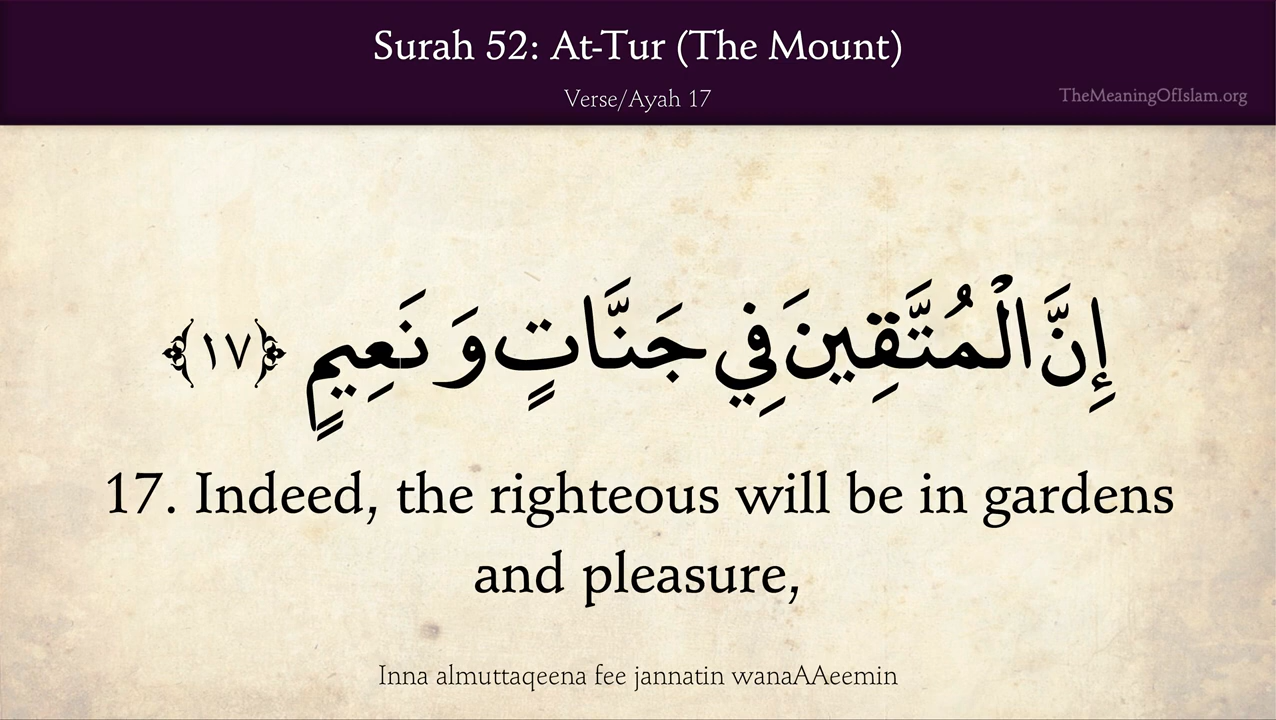 Surah 52: At-Tur (The Mount)
Verse/Ayah 17
TheMeaningOfIslam.org
إِنَّ الْمُتَّقِينَ فِي جَنَّاتٍ وَنَعِيمٍ ﴿١٧﴾
17. Indeed, the righteous will be in gardens
and pleasure,
Inna almuttaqeena fee jannatin wanaAAeemin